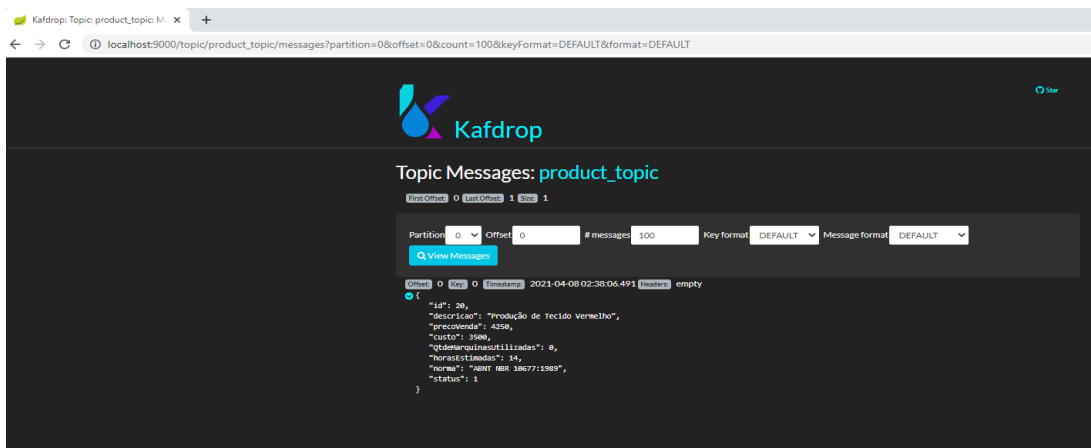 Kafdrop: Topic: product_topic: M
localhost:9000/topic/product_topic/messages?partition=0&offset=0&count=100&keyFormat=DEFAULT&format=DEFAULT
Star
Kafdrop
Topic Messages: product_topic
First Offset: 0 Last Offset: 1 Size: 1
Partition 0 Offset 0 # messages 100 Key format DEFAULT Message format DEFAULT
View Messages
Offset: 0 Key: 0 Timestamp: 2021-04-08 02:38:06.491 Headers: empty
{
"id": 20,
"descricao": "Produção de Tecido Vermelho",
"precoVenda": 4250,
"custo": 3500,
"QtdeMarquinasUtilizadas": 0,
"horasEstimadas": 14,
"norma": "ABNT NBR 10677:1989",
"status": 1
}